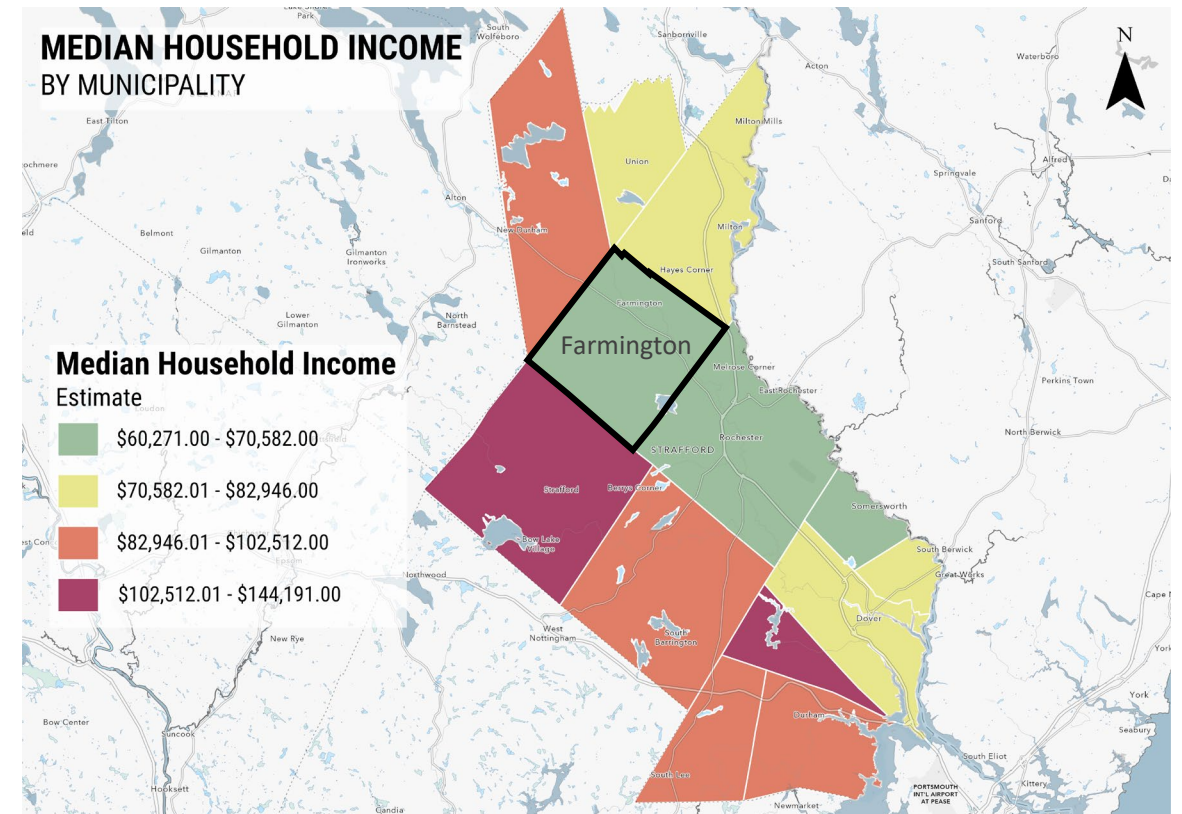 MEDIAN HOUSEHOLD INCOME
BY MUNICIPALITY
Median Household Income
Estimate
$60,271.00 - $70,582.00
$70,582.01 - $82,946.00
$82,946.01 - $102,512.00
$102,512.01 - $144,191.00
N
Park
South
Wolfeboro
Sanbornville
Acton
Waterboro
East Tilton
Milton Mills
Union
Alfred
Springvale
Alton
Sanford
New Durham
Milton
Belmont
Gilmanton
Gilmanton
Ironworks
South Sanford
Hayes Corner
Farmington
Lower
Gilmanton
North
Barnstead
Farmington
Melrose Corner
East Rochester
Perkins Town
Loudon
Rochester
North Berwick
STRAFFORD
Strafford
Berrys Corner
Somersworth
Bow Lake
Village
South Berwick
Great Works
Epsom
Northwood
Dover
West
Nottingham
South
Barrington
New Rye
York
Bow Center
Durham
Seabury
Suncook
South Eliot
South Lee
Kittery
Hooksett
PORTSMOUTH
INT'L AIRPORT
AT PEASE
Newmarket
Candia